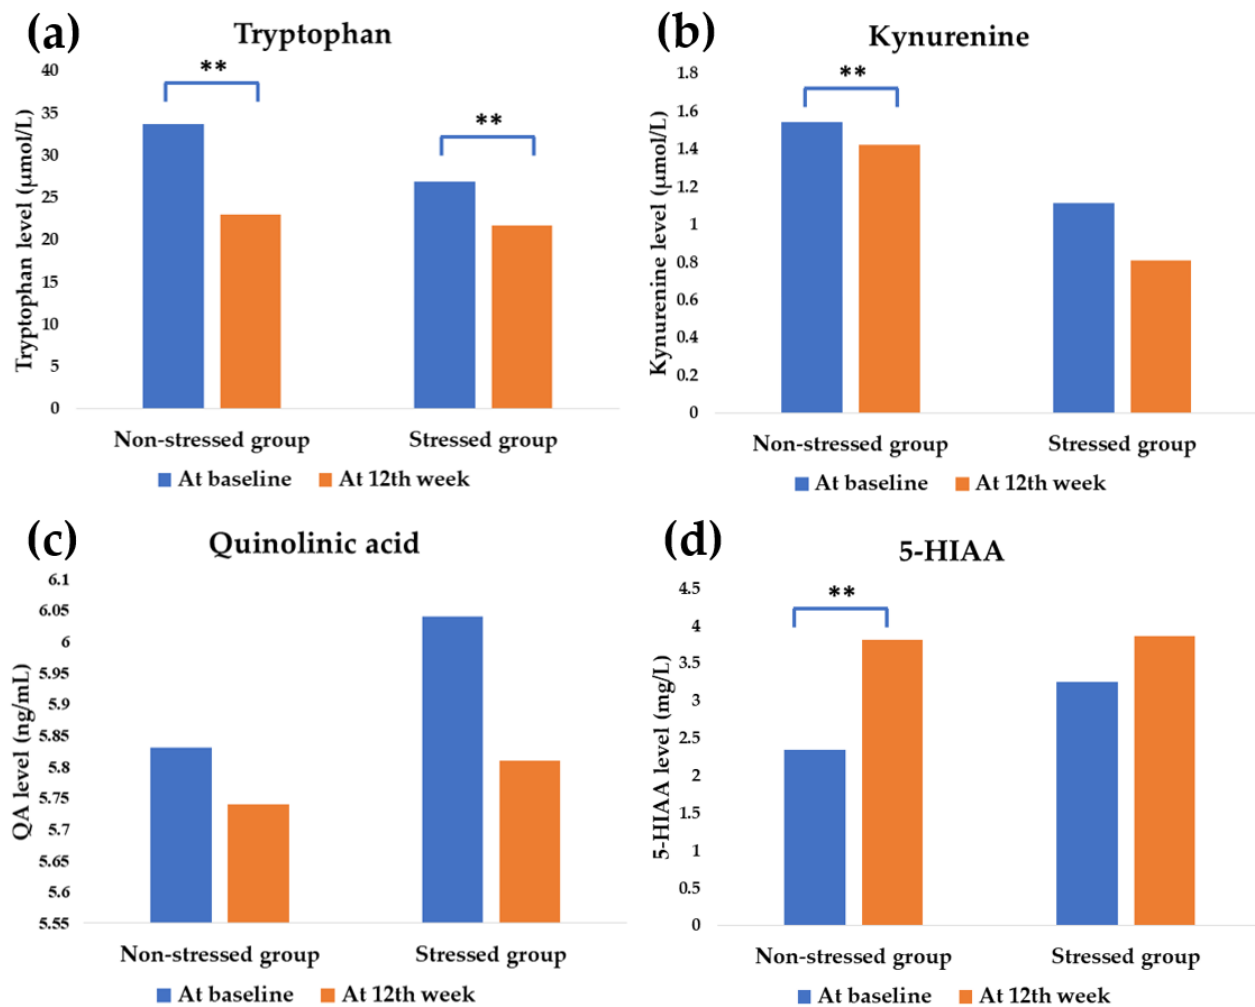 (a)
Tryptophan
Tryptophan level (µmol/L)
40
35
30
25
20
15
10
5
0
**
**
Non-stressed group
Stressed group
At baseline
At 12th week
(b)
Kynurenine
Kynurenine level (µmol/L)
1.8
1.6
1.4
1.2
1
0.8
0.6
0.4
0.2
0
**
Non-stressed group
Stressed group
At baseline
At 12th week
(c)
Quinolinic acid
QA level (ng/mL)
6.1
6.05
6
5.95
5.9
5.85
5.8
5.75
5.7
5.65
5.6
5.55
Non-stressed group
Stressed group
At baseline
At 12th week
(d)
5-HIAA
5-HIAA level (mg/L)
4.5
4
3.5
3
2.5
2
1.5
1
0.5
0
**
Non-stressed group
Stressed group
At baseline
At 12th week